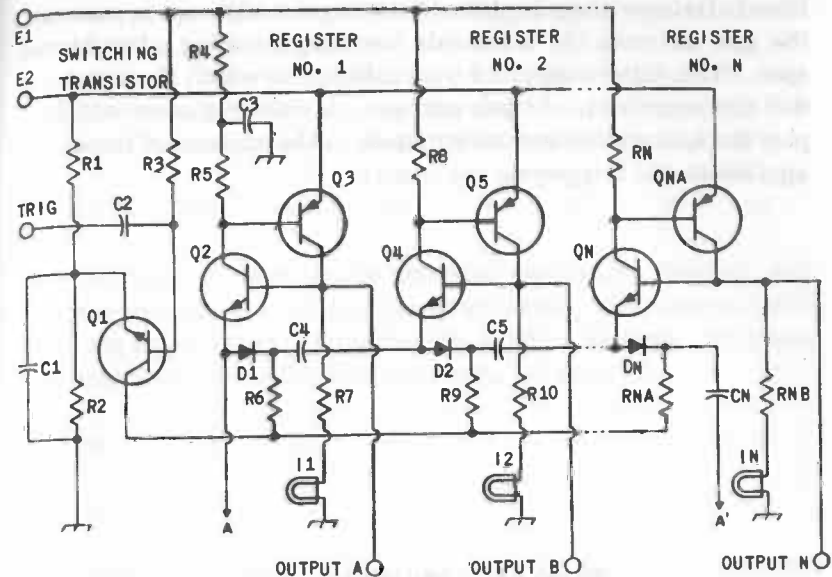 E1
SWITCHING
TRANSISTOR
REGISTER
NO. 1
REGISTER
NO. 2
REGISTER
NO. N
E2
R4
C3
R1
R3
R5
Q3
R8
Q5
RN
QNA
TRIG
C2
Q2
Q4
QN
Q1
C1
R2
D1
C4
R6
R7
D2
C5
R9
R10
DN
RNA
CN
RNB
I1
I2
IN
A
A'
OUTPUT A
OUTPUT B
OUTPUT N